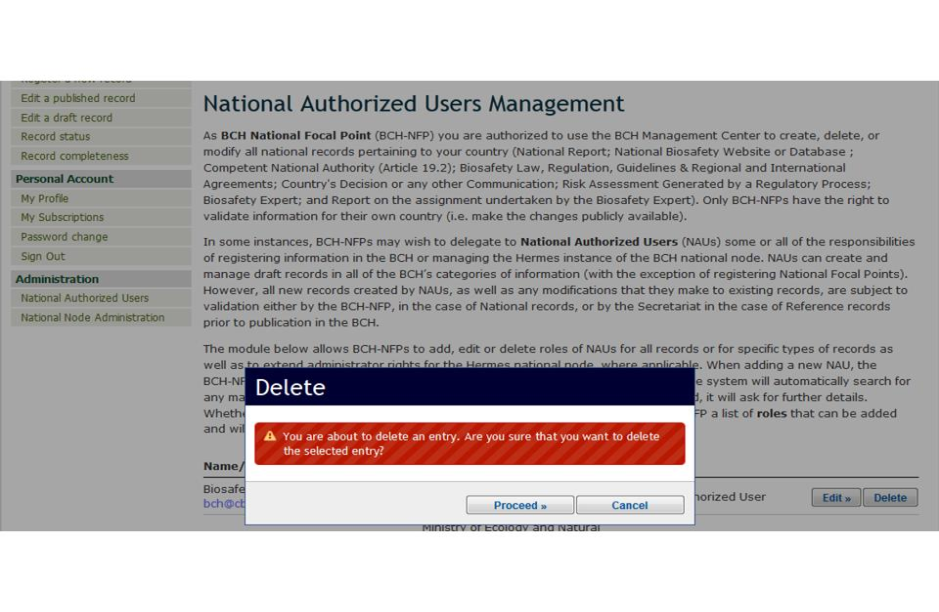 Register a new record
Edit a published record
Edit a draft record
Record status
Record completeness
Personal Account
My Profile
My Subscriptions
Password change
Sign Out
Administration
National Authorized Users
National Node Administration
National Authorized Users Management
As BCH National Focal Point (BCH-NFP) you are authorized to use the BCH Management Center to create, delete, or
modify all national records pertaining to your country (National Report; National Biosafety Website or Database ;
Competent National Authority (Article 19.2); Biosafety Law, Regulation, Guidelines & Regional and International
Agreements; Country's Decision or any other Communication; Risk Assessment Generated by a Regulatory Process;
Biosafety Expert; and Report on the assignment undertaken by the Biosafety Expert). Only BCH-NFPs have the right to
validate information for their own country (i.e. make the changes publicly available).
In some instances, BCH-NFPs may wish to delegate to National Authorized Users (NAUs) some or all of the responsibilities
of registering information in the BCH or managing the Hermes instance of the BCH national node. NAUs can create and
manage draft records in all of the BCH's categories of information (with the exception of registering National Focal Points).
However, all new records created by NAUs, as well as any modifications that they make to existing records, are subject to
validation either by the BCH-NFP, in the case of National records, or by the Secretariat in the case of Reference records
prior to publication in the BCH.
The module below allows BCH-NFPs to add, edit or delete roles of NAUs for all records or for specific types of records as
well as to extend administrator rights for the Hermes national node, where applicable. When adding a new NAU, the
BCH-NF e system will automatically search for
any ma d, it will ask for further details.
Wheth FP a list of roles that can be added
and wil
Delete
You are about to delete an entry. Are you sure that you want to delete
the selected entry?
Proceed »
Cancel
Name/
Biosafe horized User Edit » Delete
bch@cb
Ministry of Ecology and Natural